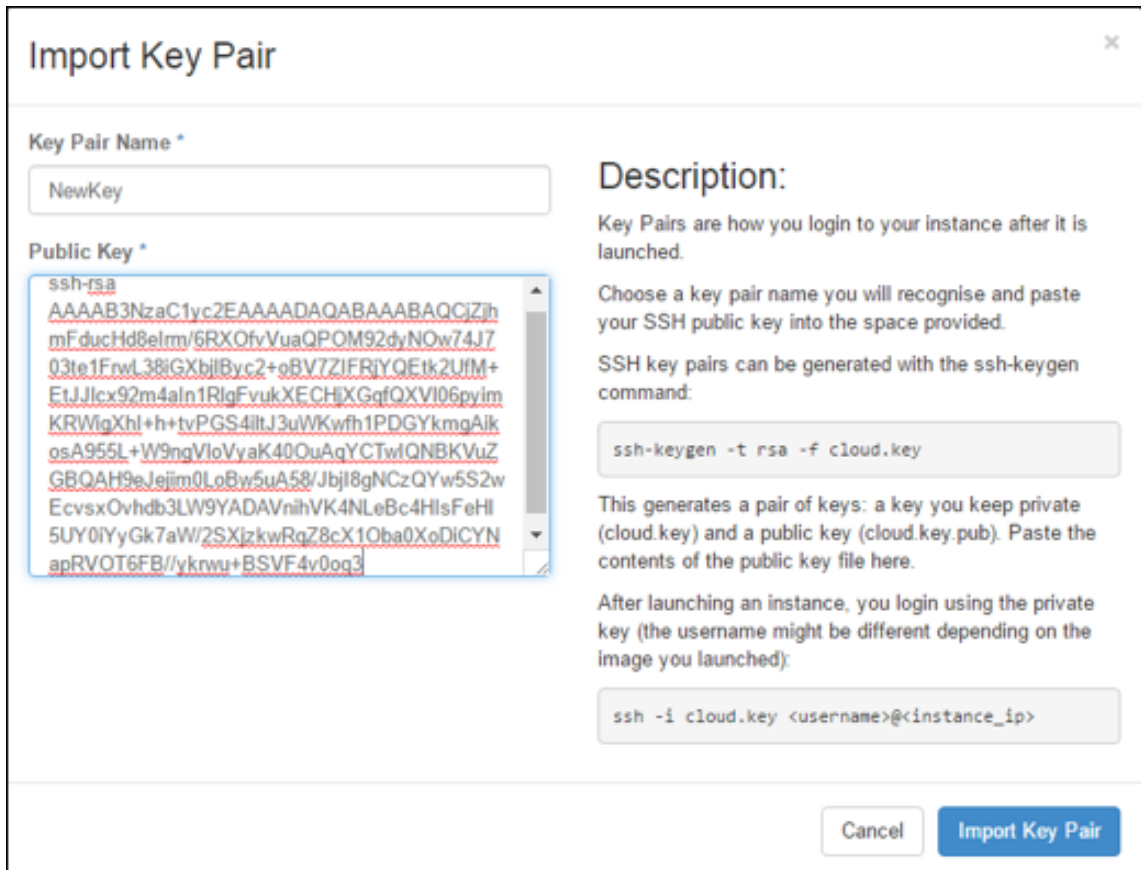 Import Key Pair
×
Key Pair Name *
NewKey
Public Key *
ssh-rsa
AAAAB3NzaC1yc2EAAAADAQABAAABAQCjZjh
mFducHd8eIrm/6RXOfvVuaQPOM92dyNOw74J7
03te1FrwL38iGXbjlByc2+oBV7ZIFRjYQEtk2UfM+
EtJJlcx92m4aln1RlgFvukXECHjXGqfQXVl06pyim
KRWigXhI+h+tvPGS4iltJ3uWKwfh1PDGYkmgAik
osA955L+W9ngVloVyaK40OuAqYCTwIQNBKVuZ
GBQAH9eJejim0LoBw5uA58/JbjI8gNCzQYw5S2w
EcvsxOvhdb3LW9YADAVnihVK4NLeBc4HlsFeHl
5UY0iYyGk7aW/2SXjzkwRqZ8cX1Oba0XoDiCYN
apRVOT6FB//ykrwu+BSVF4v0oq3
Description:
Key Pairs are how you login to your instance after it is
launched.
Choose a key pair name you will recognise and paste
your SSH public key into the space provided.
SSH key pairs can be generated with the ssh-keygen
command:
ssh-keygen -t rsa -f cloud.key
This generates a pair of keys: a key you keep private
(cloud.key) and a public key (cloud.key.pub). Paste the
contents of the public key file here.
After launching an instance, you login using the private
key (the username might be different depending on the
image you launched):
ssh -i cloud.key <username>@<instance_ip>
Cancel
Import Key Pair